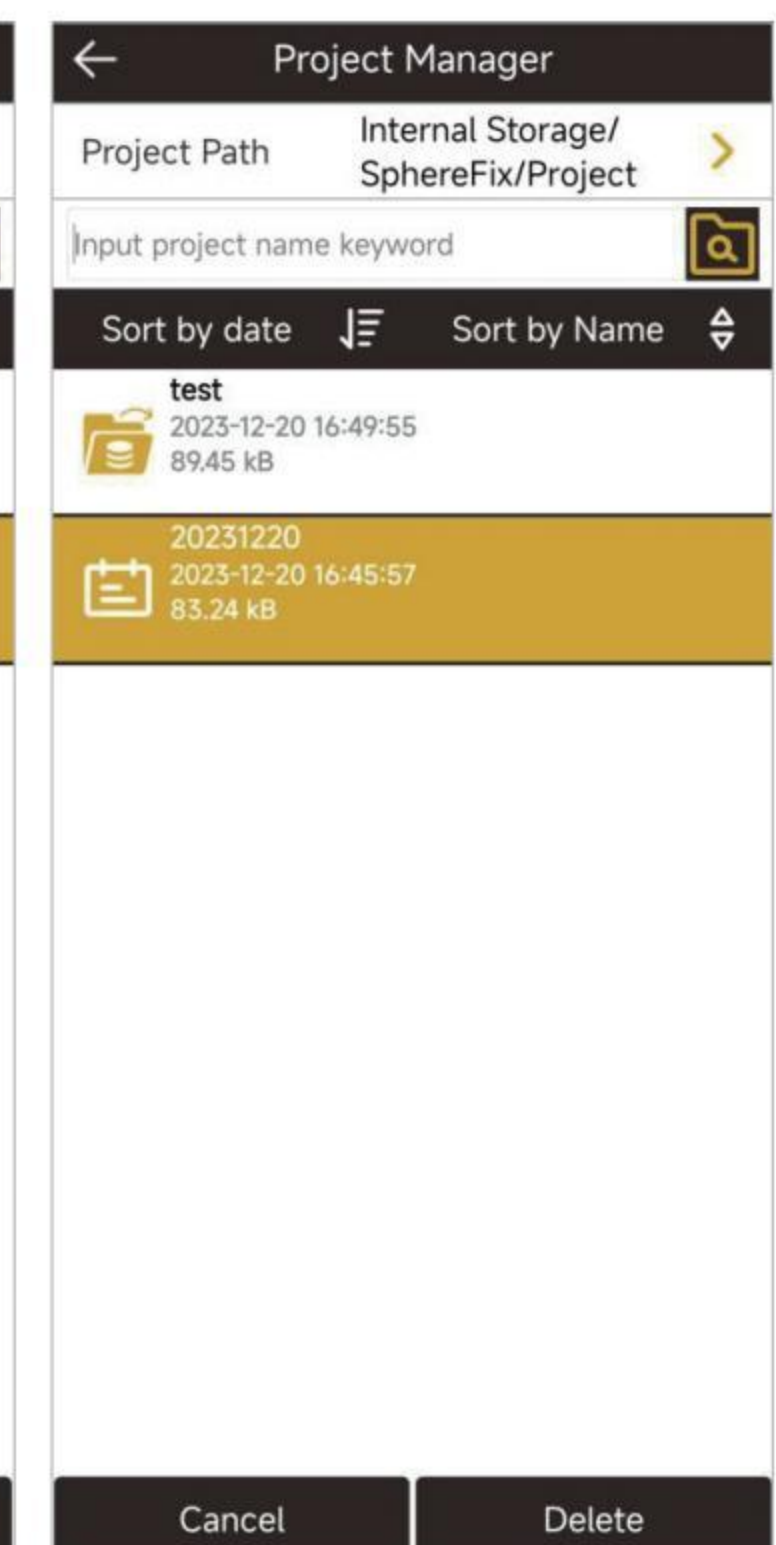 Project Manager
Project Path
Internal Storage/
SphereFix/Project
Input project name keyword
Sort by date
Sort by Name
test
2023-12-20 16:49:55
89.45 kB
20231220
2023-12-20 16:45:57
83.24 kB
Cancel
Delete